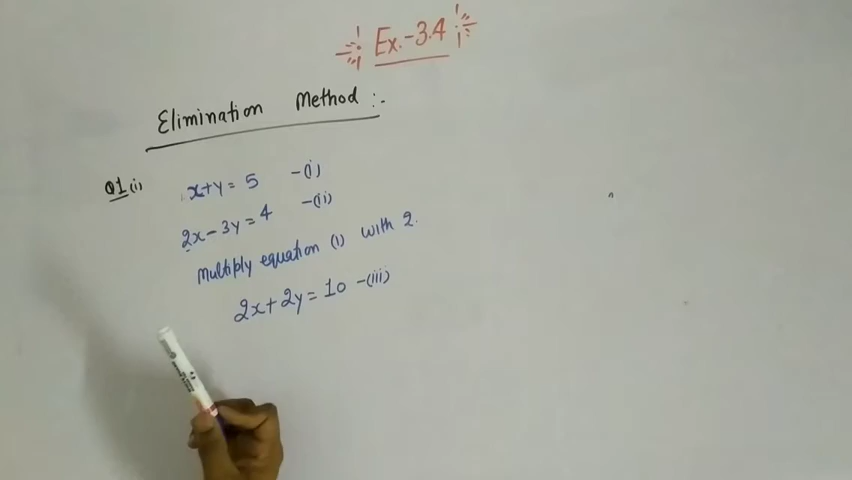 Ex.-3.4
Elimination Method :-
Q1(i) x+y = 5 -(i)
2x-3y = 4 -(ii)
Multiply equation (i) with 2.
2x+2y = 10 -(iii)